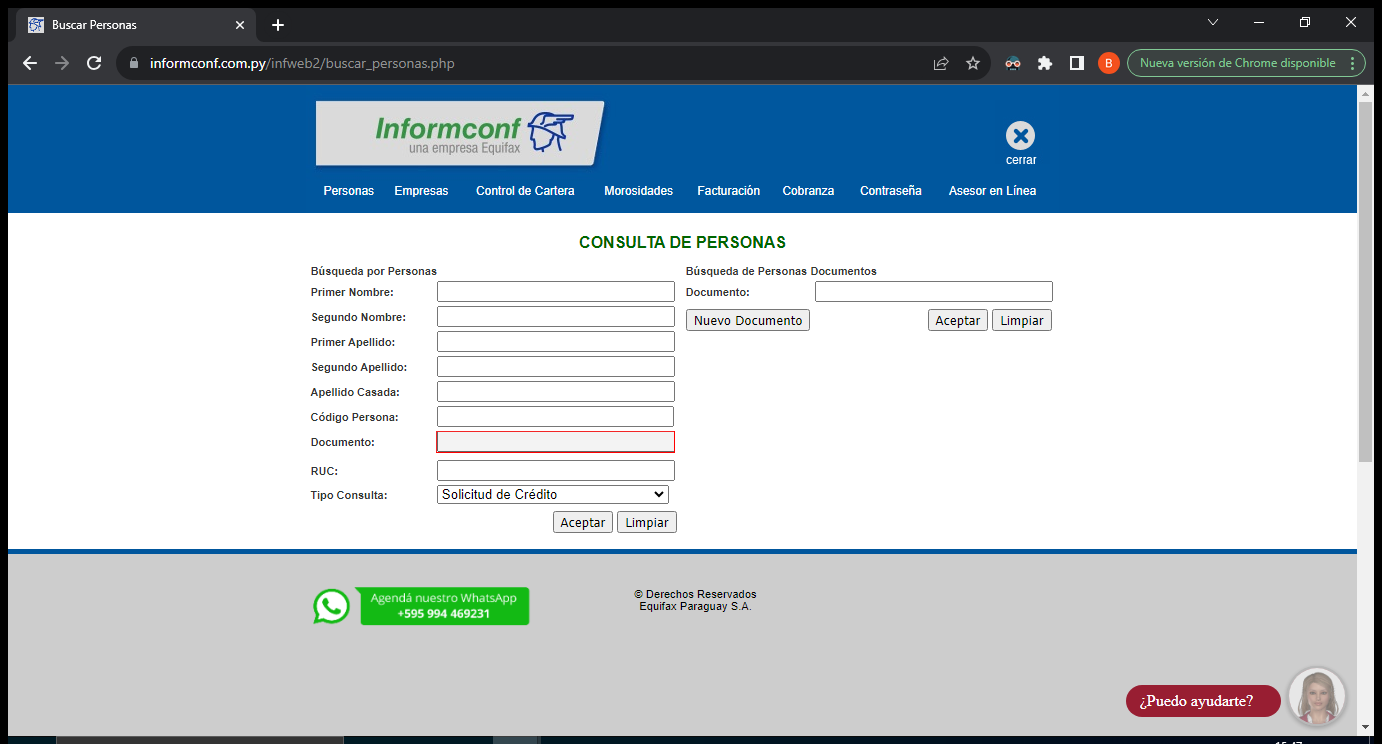 Buscar Personas
informconf.com.py/infweb2/buscar_personas.php
B
Nueva versión de Chrome disponible
Informconf
una empresa Equifax
cerrar
Personas Empresas Control de Cartera Morosidades Facturación Cobranza Contraseña Asesor en Línea
CONSULTA DE PERSONAS
Búsqueda por Personas
Primer Nombre:
Segundo Nombre:
Primer Apellido:
Segundo Apellido:
Apellido Casada:
Código Persona:
Documento:
RUC:
Tipo Consulta: Solicitud de Crédito
Aceptar Limpiar
Búsqueda de Personas Documentos
Documento:
Nuevo Documento Aceptar Limpiar
Agendá nuestro WhatsApp
+595 994 469231
© Derechos Reservados
Equifax Paraguay S.A.
¿Puedo ayudarte?